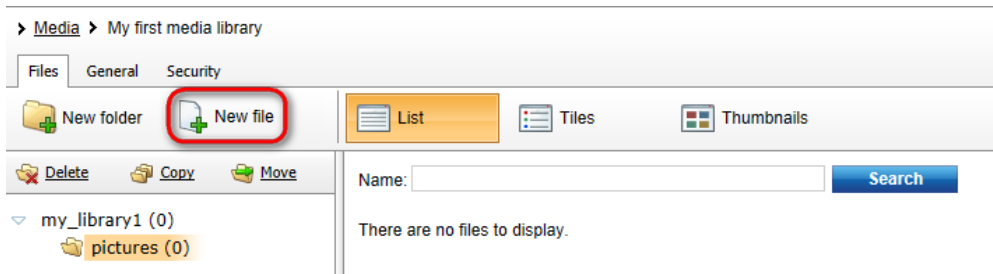 Media My first media library
Files General Security
New folder New file List Tiles Thumbnails
Delete Copy Move
Name: Search
my_library1 (0)
pictures (0)
There are no files to display.